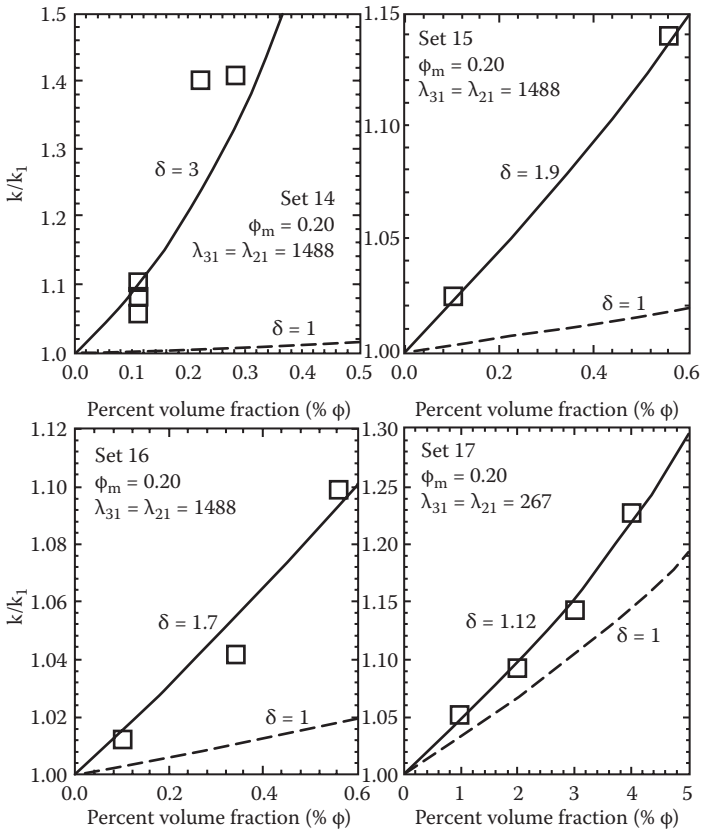 1.5
1.4
1.3
1.2
1.1
1.0
k/k₁
δ = 3
Set 14
ϕₘ = 0.20
λ₃₁ = λ₂₁ = 1488
δ = 1
0.0 0.1 0.2 0.3 0.4 0.5
Percent volume fraction (% ϕ)
1.15
1.10
1.05
1.00
Set 15
ϕₘ = 0.20
λ₃₁ = λ₂₁ = 1488
δ = 1.9
δ = 1
0.0 0.2 0.4 0.6
Percent volume fraction (% ϕ)
1.12
1.10
1.08
1.06
1.04
1.02
1.00
k/k₁
Set 16
ϕₘ = 0.20
λ₃₁ = λ₂₁ = 1488
δ = 1.7
δ = 1
0.0 0.2 0.4 0.6
Percent volume fraction (% ϕ)
1.30
1.25
1.20
1.15
1.10
1.05
1.00
Set 17
ϕₘ = 0.20
λ₃₁ = λ₂₁ = 267
δ = 1.12
δ = 1
0 1 2 3 4 5
Percent volume fraction (% ϕ)